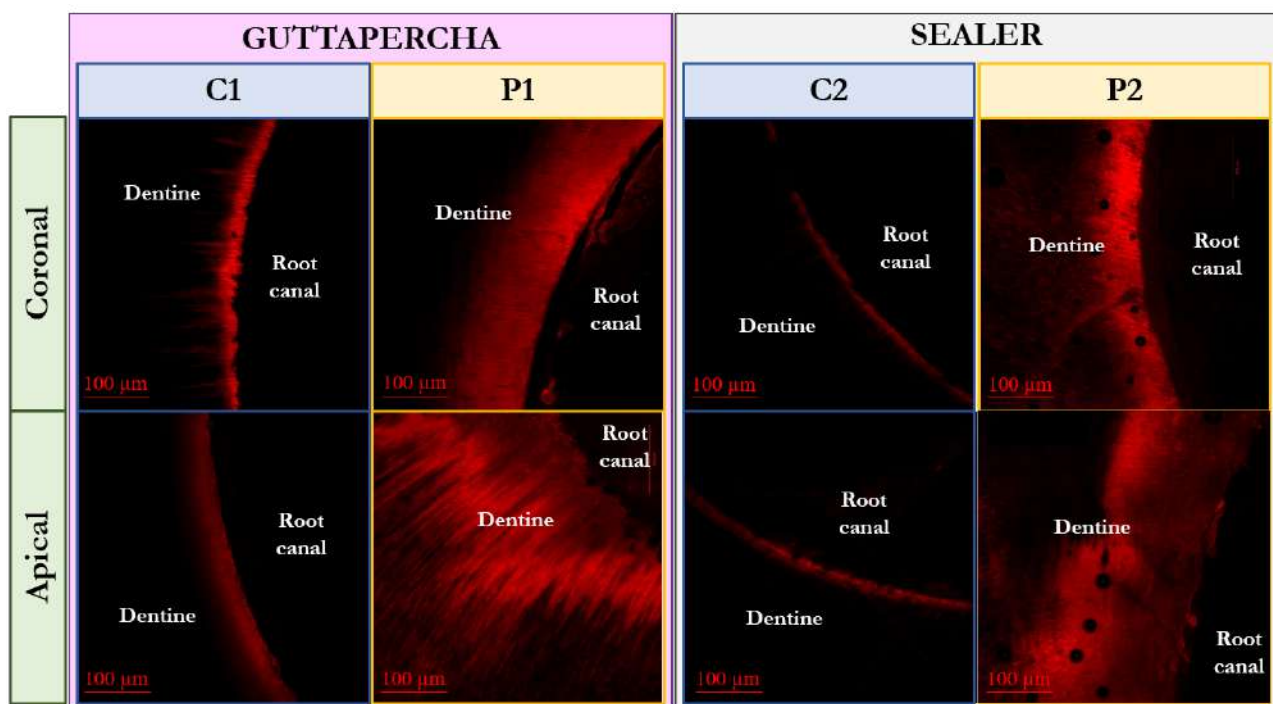 GUTTAPERCHA
SEALER
C1
P1
C2
P2
Coronal
Dentine
Root
canal
100 µm
Dentine
Root
canal
100 µm
Root
canal
Dentine
100 µm
Dentine
Root
canal
100 µm
Apical
Root
canal
Dentine
100 µm
Root
canal
Dentine
100 µm
Root
canal
Dentine
100 µm
Dentine
Root
canal
100 µm